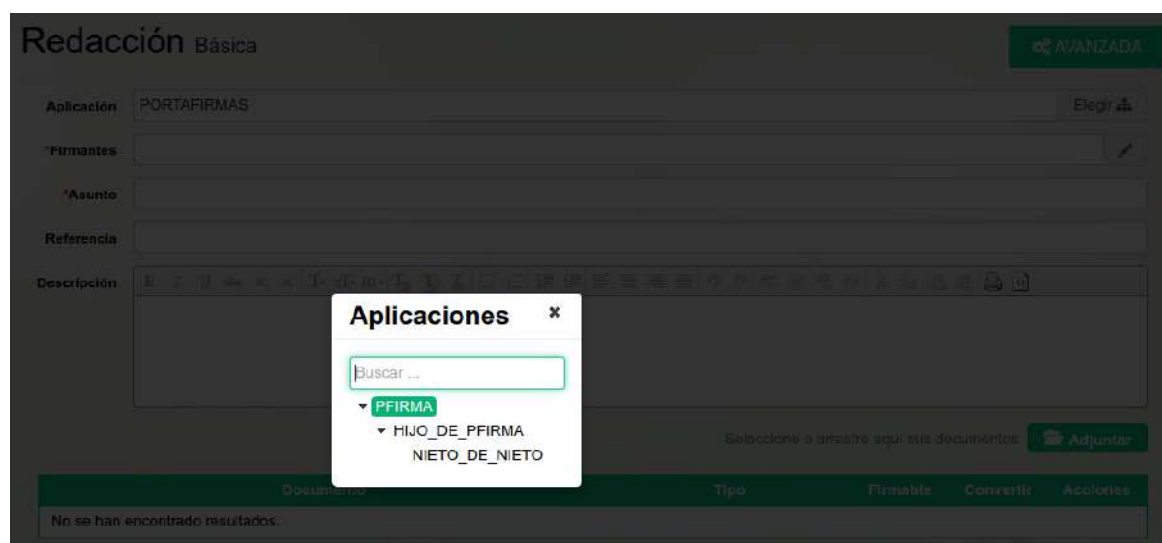 Redacción Básica
AVANZADA
Aplicación PORTAFIRMAS Elegir
*Firmantes
*Asunto
Referencia
Descripción
Aplicaciones ×
Buscar ...
PFIRMA
HIJO_DE_PFIRMA
NIETO_DE_NIETO
Seleccione o arrastre aquí sus documentos Adjuntar
Documento Tipo Firmable Convertir Acciones
No se han encontrado resultados.